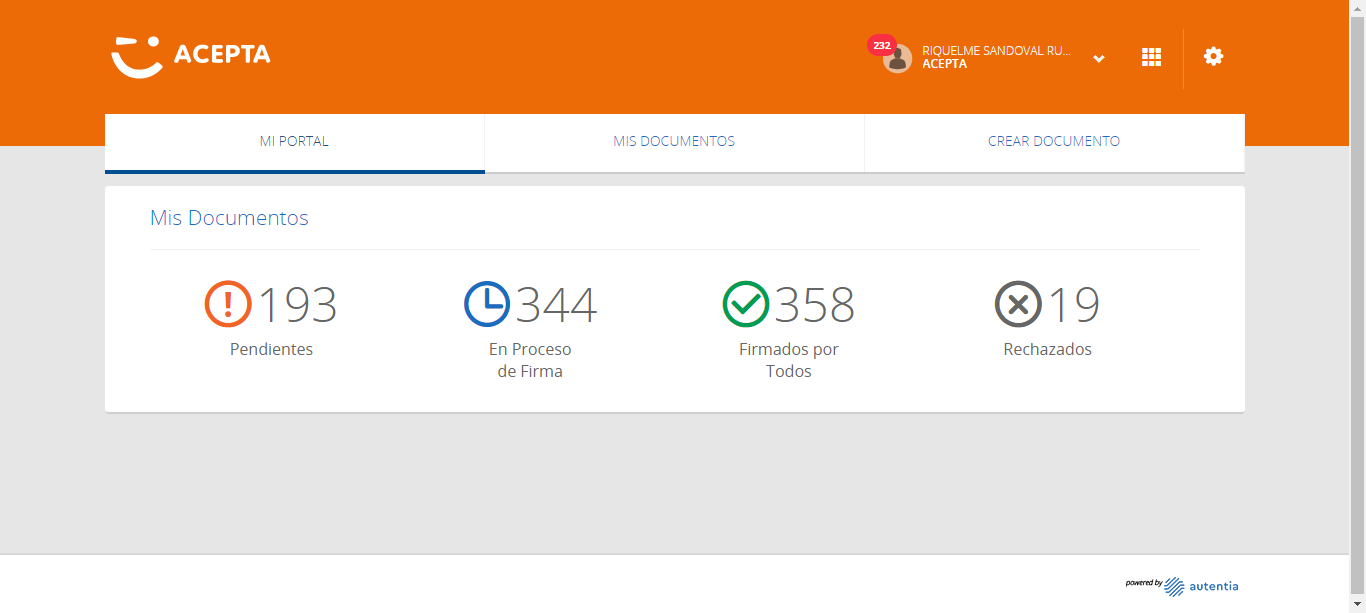 ACEPTA
232
RIQUELME SANDOVAL RU...
ACEPTA
MI PORTAL
MIS DOCUMENTOS
CREAR DOCUMENTO
Mis Documentos
193
Pendientes
344
En Proceso
de Firma
358
Firmados por
Todos
19
Rechazados
powered by autentia